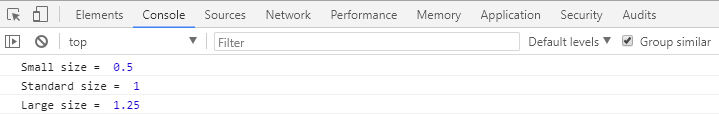 Elements Console Sources Network Performance Memory Application Security Audits
top Filter Default levels Group similar
Small size = 0.5
Standard size = 1
Large size = 1.25